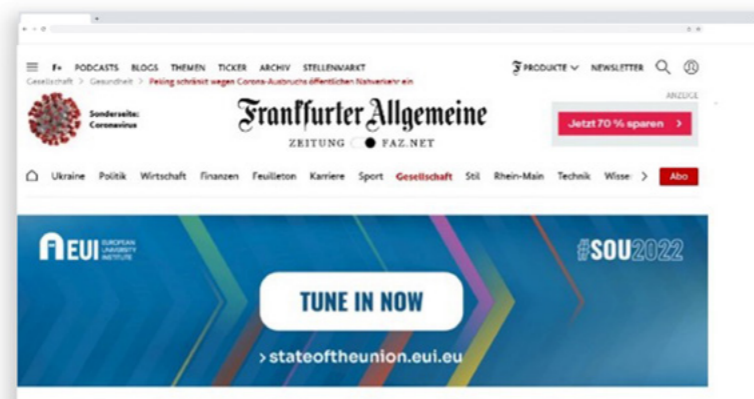 F+ PODCASTS BLOGS THEMEN TICKER ARCHIV STELLENMARKT
F PRODUKTE NEWSLETTER
Gesellschaft > Gesundheit > Peking schränkt wegen Corona-Ausbruchs öffentlichen Nahverkehr ein
ANZEIGE
Sonderseite:
Coronavirus
Frankfurter Allgemeine
ZEITUNG FAZ.NET
Jetzt 70 % sparen >
Ukraine Politik Wirtschaft Finanzen Feuilleton Karriere Sport Gesellschaft Stil Rhein-Main Technik Wisse > Abo
EUI EUROPEAN
UNIVERSITY
INSTITUTE
#SOU2022
TUNE IN NOW
> stateoftheunion.eui.eu